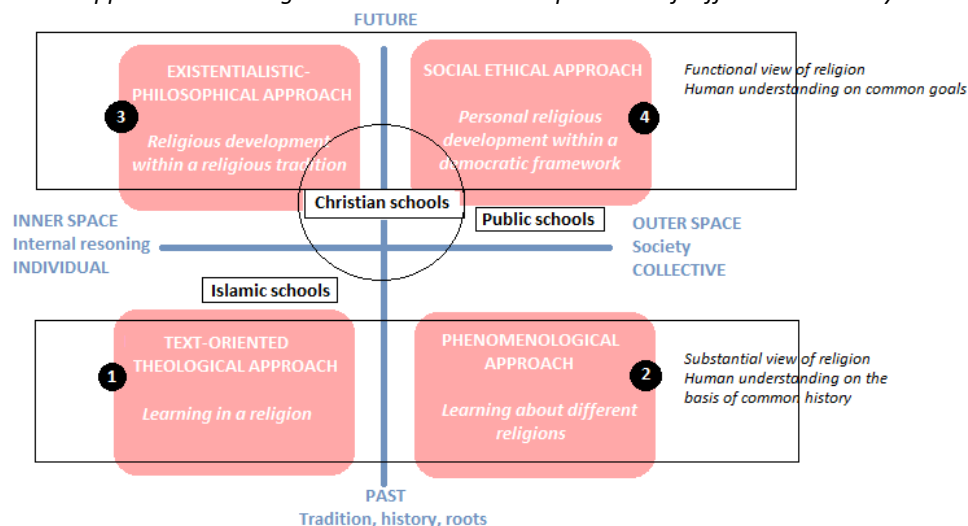 FUTURE
EXISTENTIALISTIC-
PHILOSOPHICAL APPROACH
3
Religious development
within a religious tradition
SOCIAL ETHICAL APPROACH
4
Personal religious
development within a
democratic framework
Functional view of religion
Human understanding on common goals
Christian schools
Public schools
INNER SPACE
Internal resoning
INDIVIDUAL
OUTER SPACE
Society
COLLECTIVE
Islamic schools
TEXT-ORIENTED
THEOLOGICAL APPROACH
1
Learning in a religion
PHENOMENOLOGICAL
APPROACH
2
Learning about different
religions
Substantial view of religion
Human understanding on the
basis of common history
PAST
Tradition, history, roots